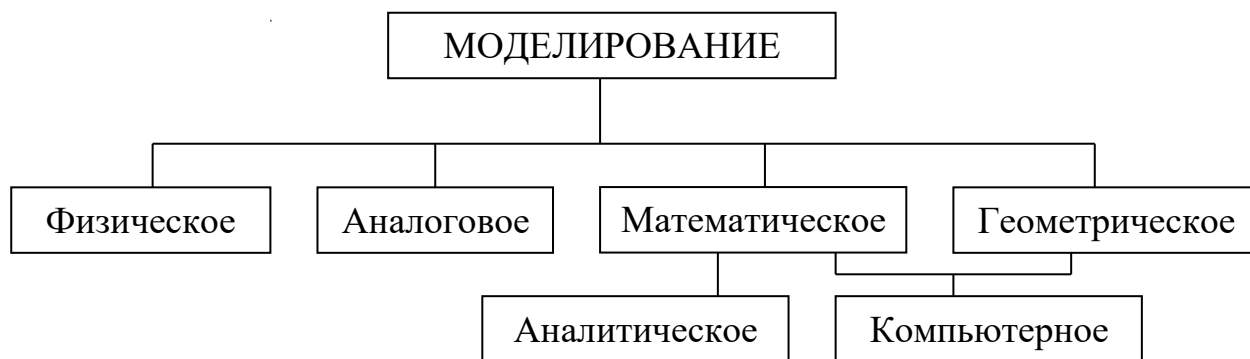 МОДЕЛИРОВАНИЕ
Физическое
Аналоговое
Математическое
Геометрическое
Аналитическое
Компьютерное